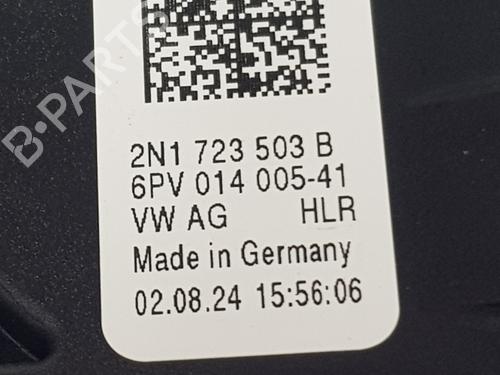 B-PARTS
2N1 723 503 B
6PV 014 005-41
VW AG HLR
Made in Germany
02.08.24 15:56:06